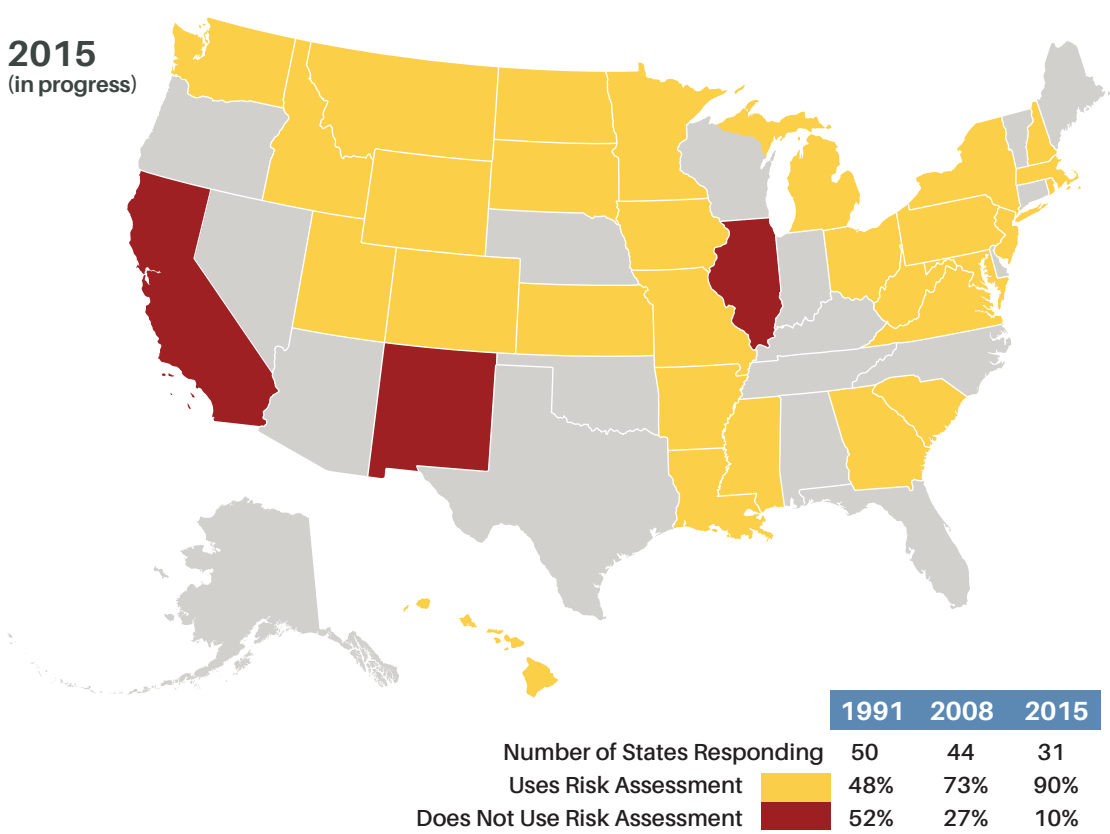 2015
(in progress)
1991 2008 2015
Number of States Responding 50 44 31
Uses Risk Assessment 48% 73% 90%
Does Not Use Risk Assessment 52% 27% 10%